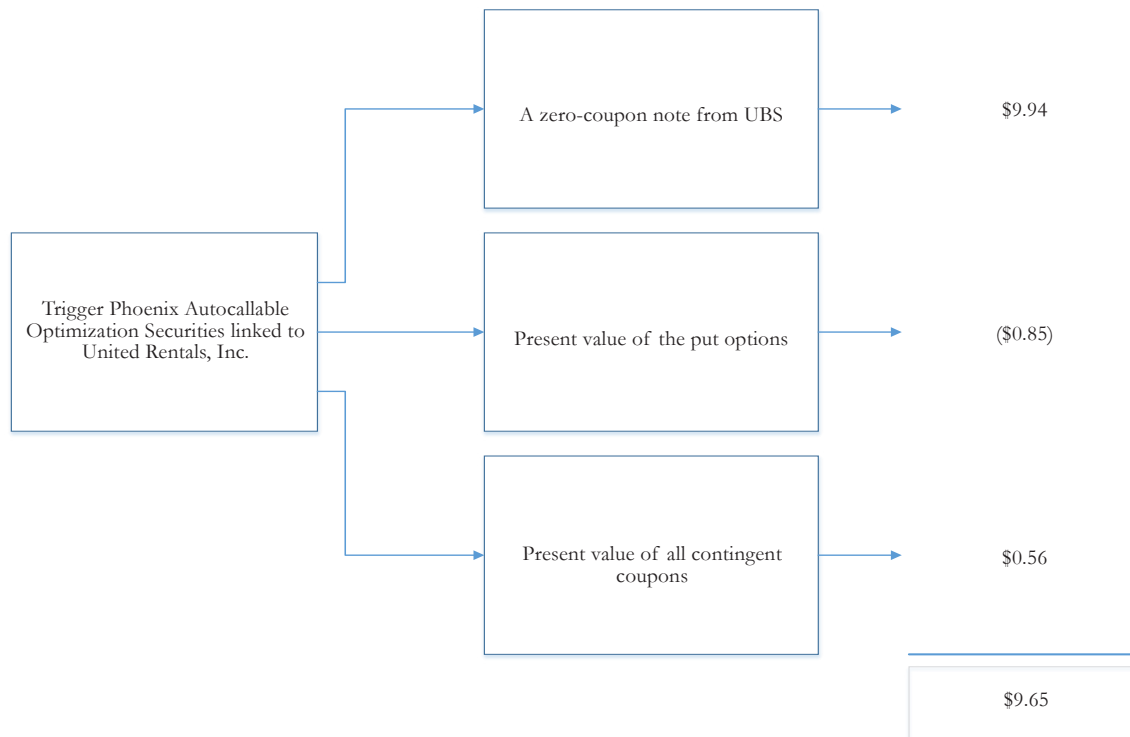 A zero-coupon note from UBS
$9.94
Trigger Phoenix Autocallable
Optimization Securities linked to
United Rentals, Inc.
Present value of the put options
($0.85)
Present value of all contingent
coupons
$0.56
$9.65